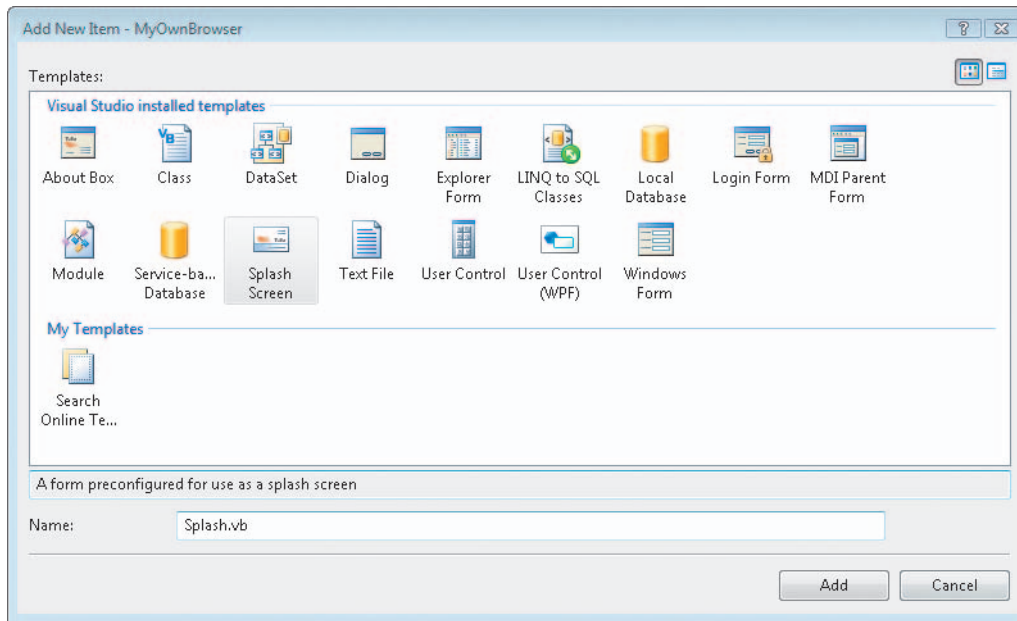 Add New Item - MyOwnBrowser
Templates:
Visual Studio installed templates
About Box
Class
DataSet
Dialog
Explorer
Form
LINQ to SQL
Classes
Local
Database
Login Form
MDI Parent
Form
Module
Service-ba...
Database
Splash
Screen
Text File
User Control
User Control
(WPF)
Windows
Form
My Templates
Search
Online Te...
A form preconfigured for use as a splash screen
Name: Splash.vb
Add Cancel